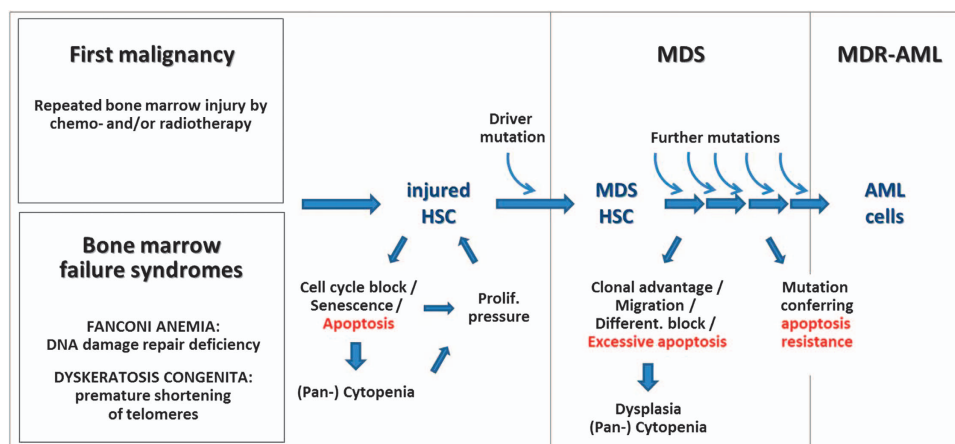 First malignancy
Repeated bone marrow injury by
chemo- and/or radiotherapy
Bone marrow
failure syndromes
FANCONI ANEMIA:
DNA damage repair deficiency
DYSKERATOSIS CONGENITA:
premature shortening
of telomeres
injured
HSC
Cell cycle block /
Senescence /
Apoptosis
Prolif.
pressure
(Pan-) Cytopenia
Driver
mutation
MDS
Further mutations
MDS
HSC
Clonal advantage /
Migration /
Different. block /
Excessive apoptosis
Dysplasia
(Pan-) Cytopenia
Mutation
conferring
apoptosis
resistance
MDR-AML
AML
cells